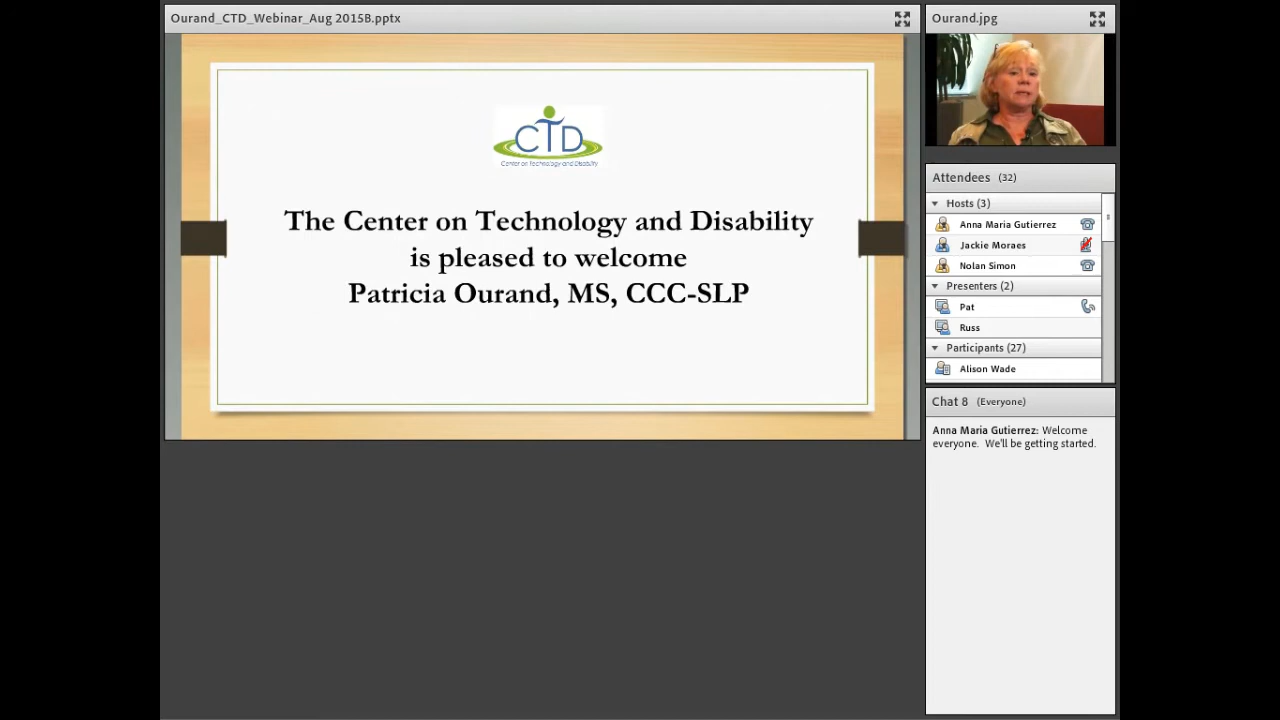 Ourand_CTD_Webinar_Aug 2015B.pptx
CTD
Center on Technology and Disability
The Center on Technology and Disability
is pleased to welcome
Patricia Ourand, MS, CCC-SLP
Ourand.jpg
Attendees (32)
Hosts (3)
Anna Maria Gutierrez
Jackie Moraes
Nolan Simon
Presenters (2)
Pat
Russ
Participants (27)
Alison Wade
Chat 8 (Everyone)
Anna Maria Gutierrez: Welcome
everyone. We'll be getting started.